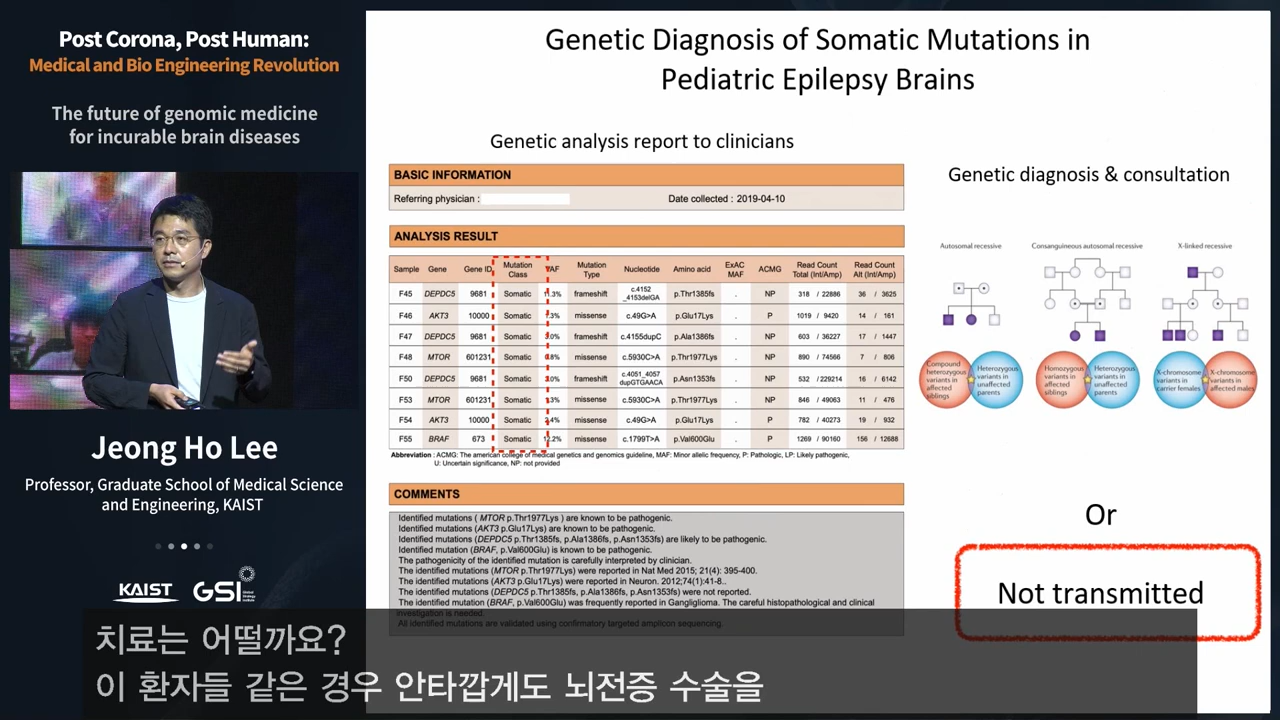 Post Corona, Post Human:
Medical and Bio Engineering Revolution
The future of genomic medicine
for incurable brain diseases
Jeong Ho Lee
Professor, Graduate School of Medical Science
and Engineering, KAIST
KAIST
GSI
Genetic Diagnosis of Somatic Mutations in
Pediatric Epilepsy Brains
Genetic analysis report to clinicians
BASIC INFORMATION
Referring physician : Date collected : 2019-04-10
ANALYSIS RESULT
Sample Gene Gene ID Mutation Class Mutation Type Nucleotide Amino acid ExAC MAF ACMG Read Count Total (Int/Amp) Read Count Alt (Int/Amp)
F45 DEPDC5 9681 Somatic frameshift c.4152_4153delGA p.Thr1385fs . NP 318 / 22886 36 / 3625
F46 AKT3 10000 Somatic missense c.49G>A p.Glu17Lys . P 1019 / 9420 14 / 161
F47 DEPDC5 9681 Somatic frameshift c.4155dupC p.Ala1386fs . NP 603 / 36227 17 / 1447
F48 MTOR 601231 Somatic missense c.5930C>A p.Thr1977Lys . NP 890 / 74566 7 / 806
F50 DEPDC5 9681 Somatic frameshift c.4051_4057dupGTGAACA p.Asn1353fs . NP 532 / 229214 16 / 6142
F53 MTOR 601231 Somatic missense c.5930C>A p.Thr1977Lys . NP 846 / 49063 11 / 476
F54 AKT3 10000 Somatic missense c.49G>A p.Glu17Lys . P 782 / 40273 19 / 932
F55 BRAF 673 Somatic missense c.1799T>A p.Val600Glu . P 1269 / 90160 156 / 12688
Abbreviation : ACMG: The american college of medical genetics and genomics guideline, MAF: Minor allelic frequency, P: Pathologic, LP: Likely pathogenic,
U: Uncertain significance, NP: not provided
COMMENTS
Identified mutations ( MTOR p.Thr1977Lys ) are known to be pathogenic.
Identified mutations (AKT3 p.Glu17Lys) are known to be pathogenic.
Identified mutations (DEPDC5 p.Thr1385fs, p.Ala1386fs, p.Asn1353fs) are likely to be pathogenic.
Identified mutation (BRAF, p.Val600Glu) is known to be pathogenic.
The pathogenicity of the identified mutation is carefully interpreted by clinician.
The identified mutations (MTOR p.Thr1977Lys) were reported in Nat Med 2015; 21(4): 395-400.
The identified mutations (AKT3 p.Glu17Lys) were reported in Neuron. 2012;74(1):41-8..
The identified mutations (DEPDC5 p.Thr1385fs, p.Ala1386fs, p.Asn1353fs) were not reported.
The identified mutation (BRAF, p.Val600Glu) was frequently reported in Ganglioglioma. The careful histopathological and clinical
investigation is needed.
All identified mutations are validated using confirmatory targeted amplicon sequencing.
Genetic diagnosis & consultation
Autosomal recessive Consanguineous autosomal recessive X-linked recessive
Compound heterozygous variants in affected siblings
Heterozygous variants in unaffected parents
Homozygous variants in affected siblings
Heterozygous variants in unaffected parents
X-chromosome variants in carrier females
X-chromosome variants in affected males
Or
Not transmitted
치료는 어떨까요?
이 환자들 같은 경우 안타깝게도 뇌전증 수술을